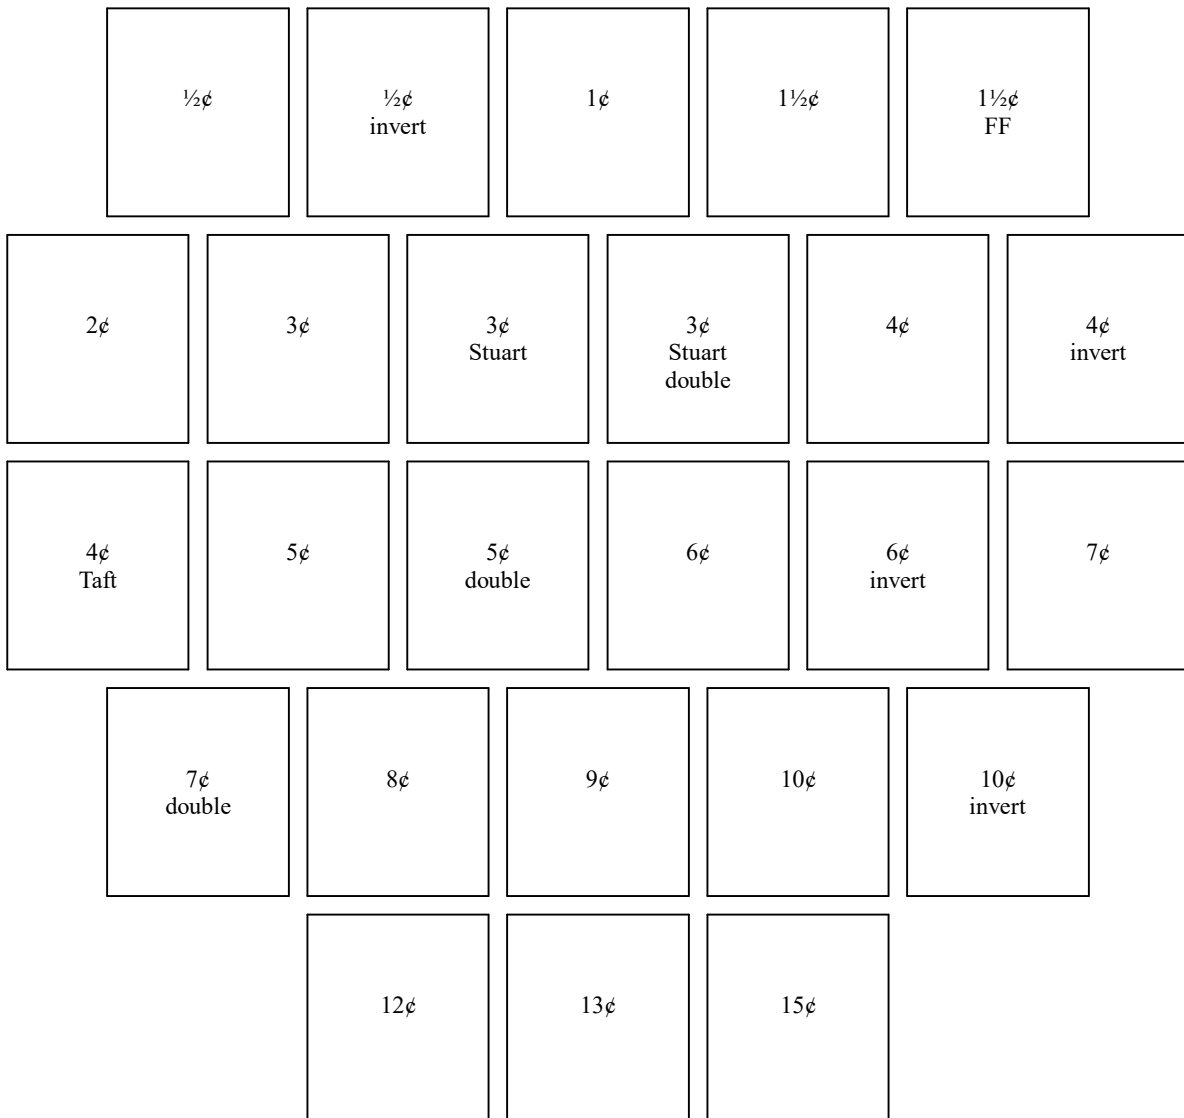 ½¢ ½¢ 1¢ 1½¢ 1½¢
invert FF
2¢ 3¢ 3¢ 3¢ 4¢ 4¢
Stuart Stuart invert
double
4¢ 5¢ 5¢ 6¢ 6¢ 7¢
Taft double invert
7¢ 8¢ 9¢ 10¢ 10¢
double invert
12¢ 13¢ 15¢